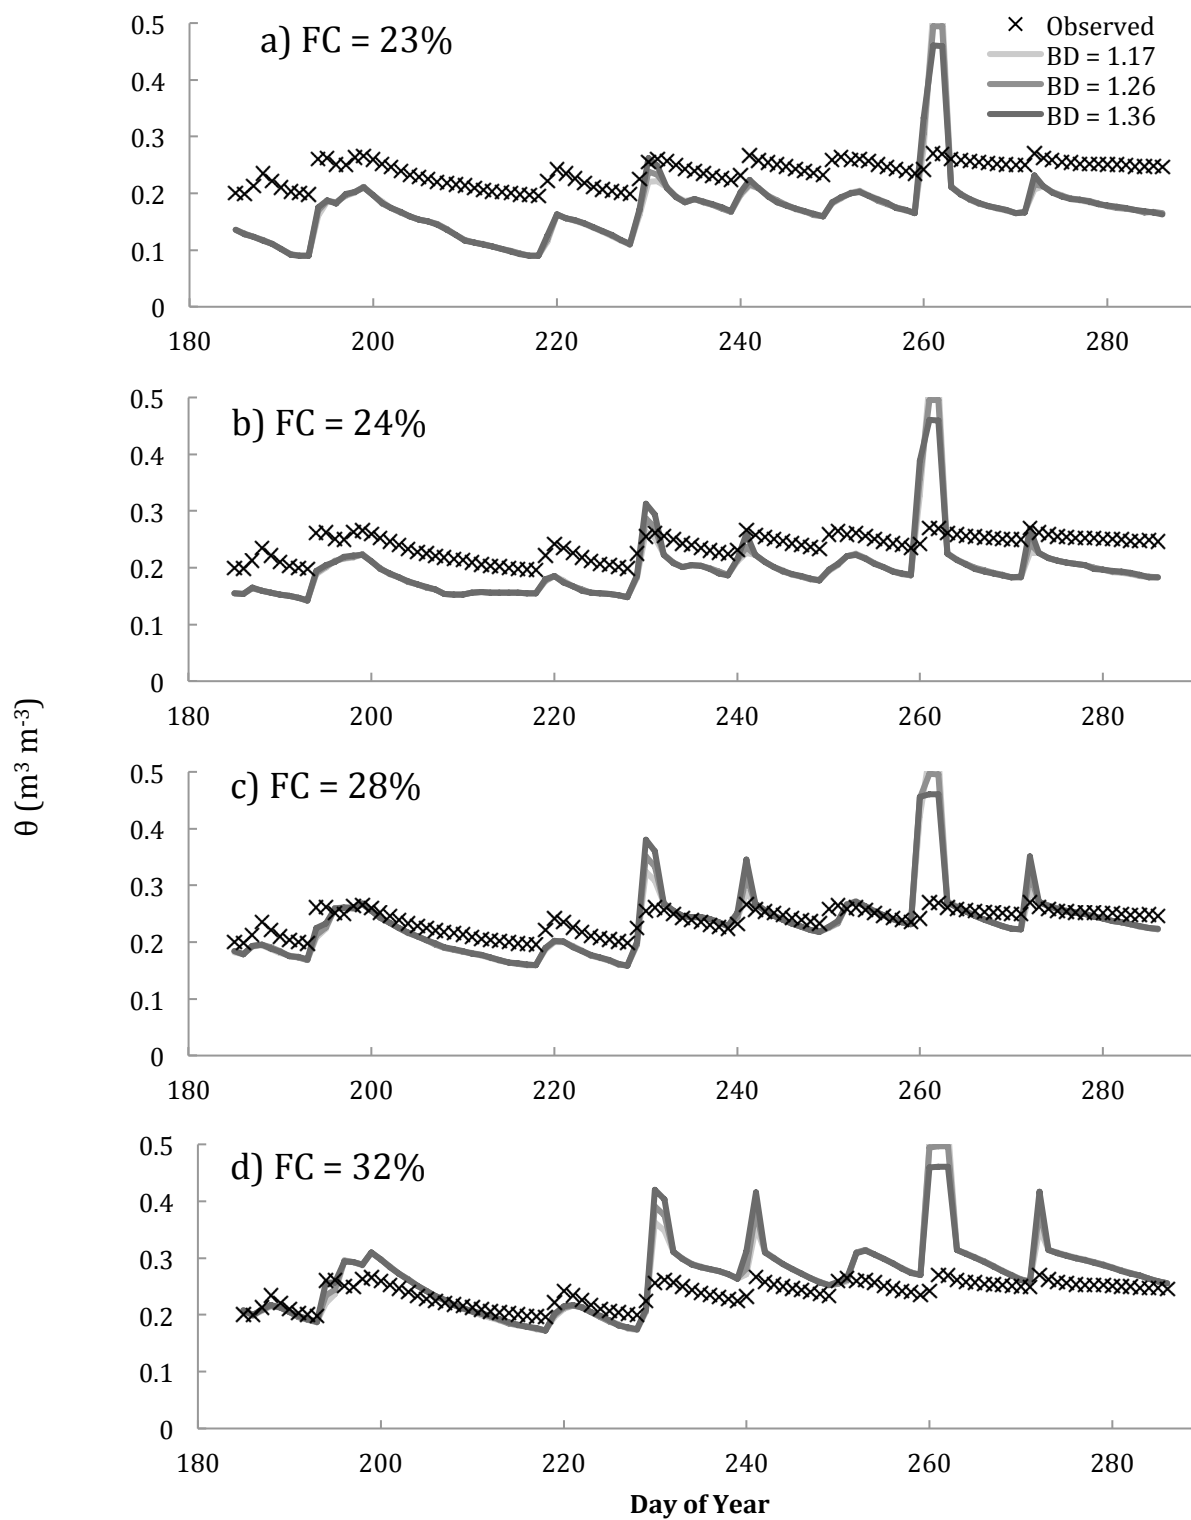 a) FC = 23%
Observed
BD = 1.17
BD = 1.26
BD = 1.36
0.5
0.4
0.3
0.2
0.1
0
180 200 220 240 260 280
b) FC = 24%
0.5
0.4
0.3
0.2
0.1
0
180 200 220 240 260 280
θ (m³ m⁻³)
c) FC = 28%
0.5
0.4
0.3
0.2
0.1
0
180 200 220 240 260 280
d) FC = 32%
0.5
0.4
0.3
0.2
0.1
0
180 200 220 240 260 280
Day of Year